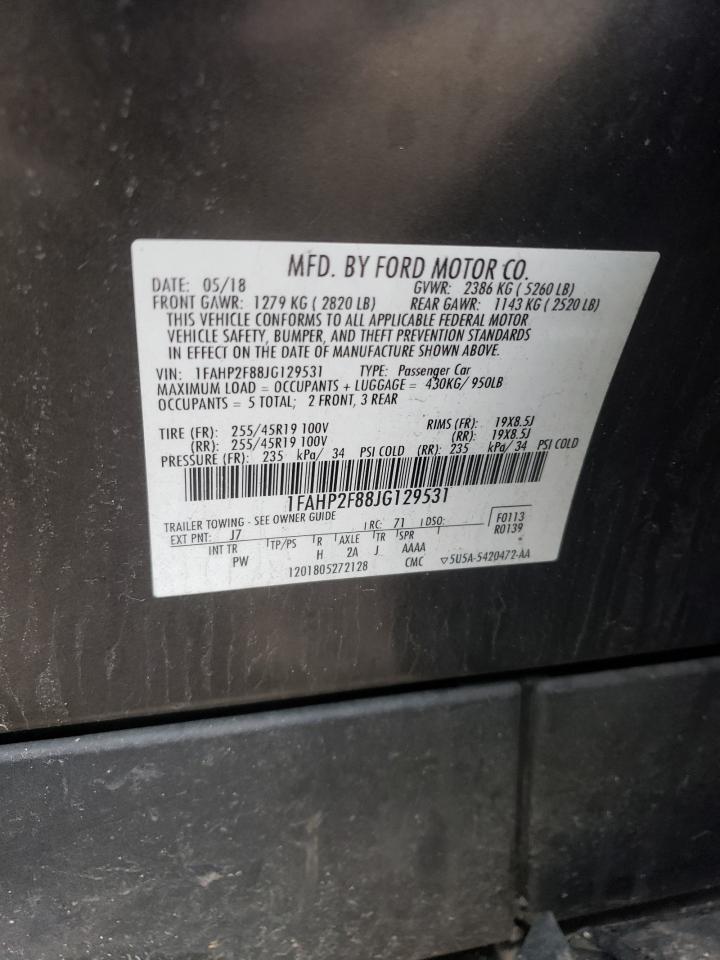 MFD. BY FORD MOTOR CO.
DATE: 05/18 GVWR: 2386 KG ( 5260 LB)
FRONT GAWR: 1279 KG ( 2820 LB) REAR GAWR: 1143 KG ( 2520 LB)
THIS VEHICLE CONFORMS TO ALL APPLICABLE FEDERAL MOTOR
VEHICLE SAFETY, BUMPER, AND THEFT PREVENTION STANDARDS
IN EFFECT ON THE DATE OF MANUFACTURE SHOWN ABOVE.
VIN: 1FAHP2F88JG129531 TYPE: Passenger Car
MAXIMUM LOAD = OCCUPANTS + LUGGAGE = 430KG/ 950LB
OCCUPANTS = 5 TOTAL; 2 FRONT, 3 REAR
TIRE (FR): 255/45R19 100V RIMS (FR): 19X8.5J
(RR): 255/45R19 100V (RR): 19X8.5J
PRESSURE (FR): 235 kPa/ 34 PSI COLD (RR): 235 kPa/ 34 PSI COLD
1FAHP2F88JG129531
TRAILER TOWING - SEE OWNER GUIDE
EXT PNT: J7 RC: 71 DSO: F0113
R0139
INT TR TP/PS R AXLE TR SPR
PW H 2A J AAAA
1201805272128 CMC ▽5U5A-5420472-AA